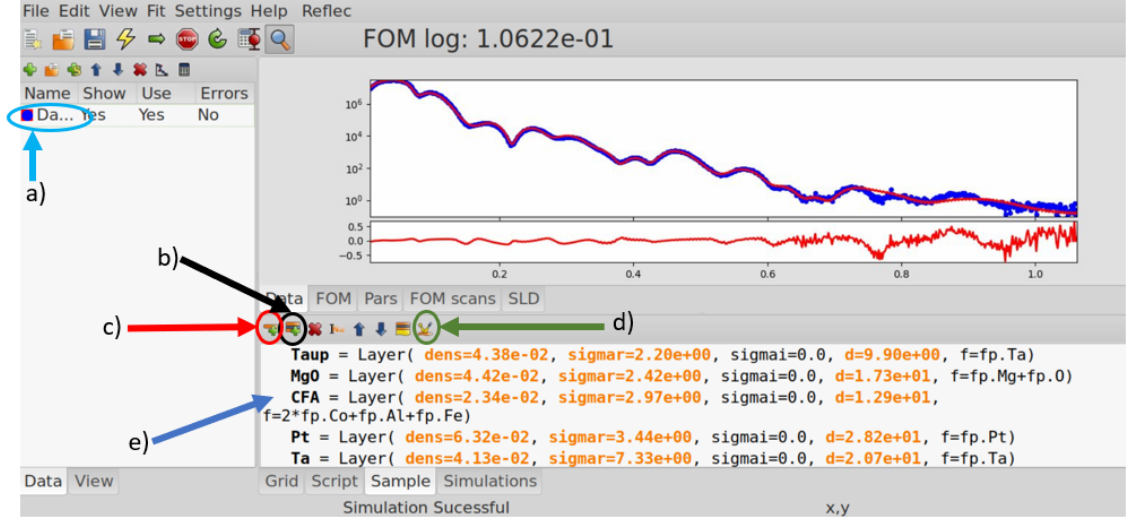 File Edit View Fit Settings Help Reflec
STOP
FOM log: 1.0622e-01
Name Show Use Errors
Da... Yes Yes No
a)
10⁶
10⁴
10²
10⁰
0.5
0.0
−0.5
0.2 0.4 0.6 0.8 1.0
b)
Data FOM Pars FOM scans SLD
c)
d)
Taup = Layer( dens=4.38e-02, sigmar=2.20e+00, sigmai=0.0, d=9.90e+00, f=fp.Ta)
MgO = Layer( dens=4.42e-02, sigmar=2.42e+00, sigmai=0.0, d=1.73e+01, f=fp.Mg+fp.O)
CFA = Layer( dens=2.34e-02, sigmar=2.97e+00, sigmai=0.0, d=1.29e+01,
f=2*fp.Co+fp.Al+fp.Fe)
Pt = Layer( dens=6.32e-02, sigmar=3.44e+00, sigmai=0.0, d=2.82e+01, f=fp.Pt)
Ta = Layer( dens=4.13e-02, sigmar=7.33e+00, sigmai=0.0, d=2.07e+01, f=fp.Ta)
e)
Data View
Grid Script Sample Simulations
Simulation Sucessful x,y